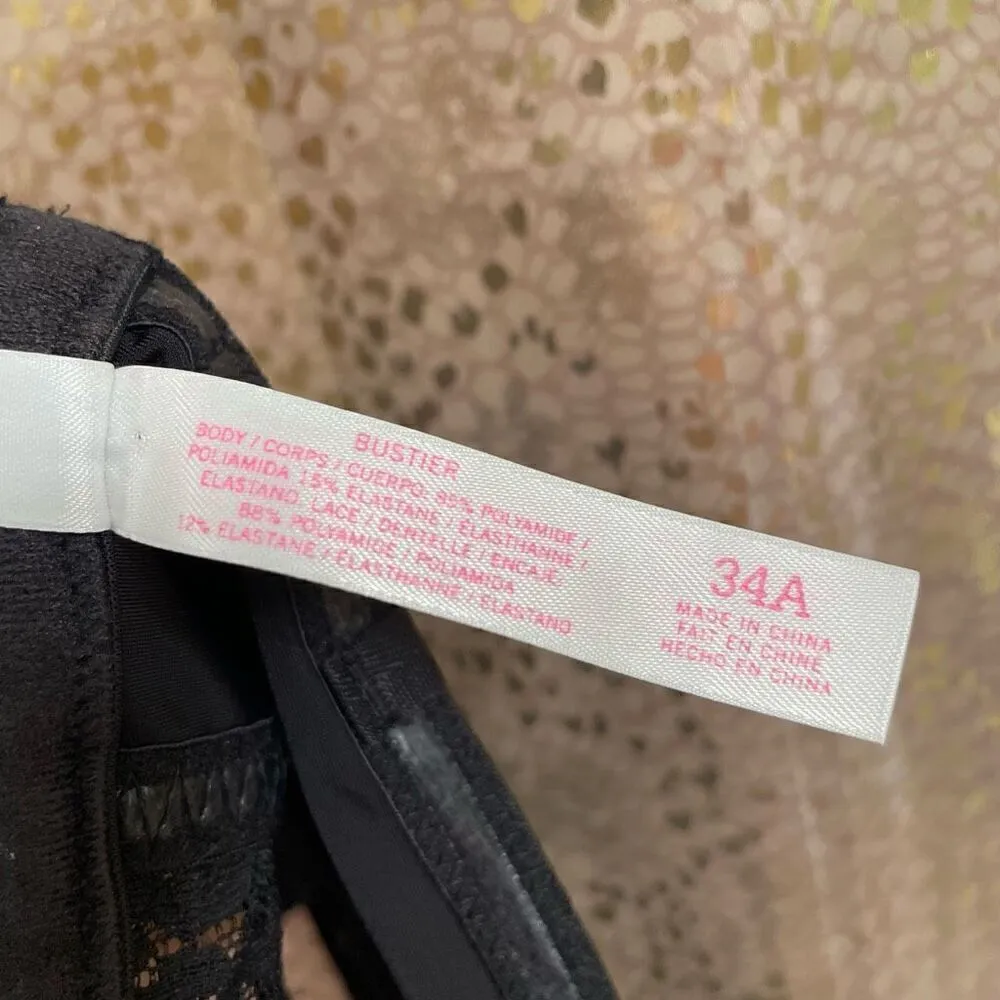 BUSTIER
BODY / CORPS / CUERPO: 85% POLYAMIDE /
POLIAMIDA, 15% ELASTANE / ELASTHANNE /
ELASTANO, LACE / DENTELLE / ENCAJE:
88% POLYAMIDE / POLIAMIDA
12% ELASTANE / ELASTHANNE / ELASTANO
34A
MADE IN CHINA
FAIT EN CHINE
HECHO EN CHINA